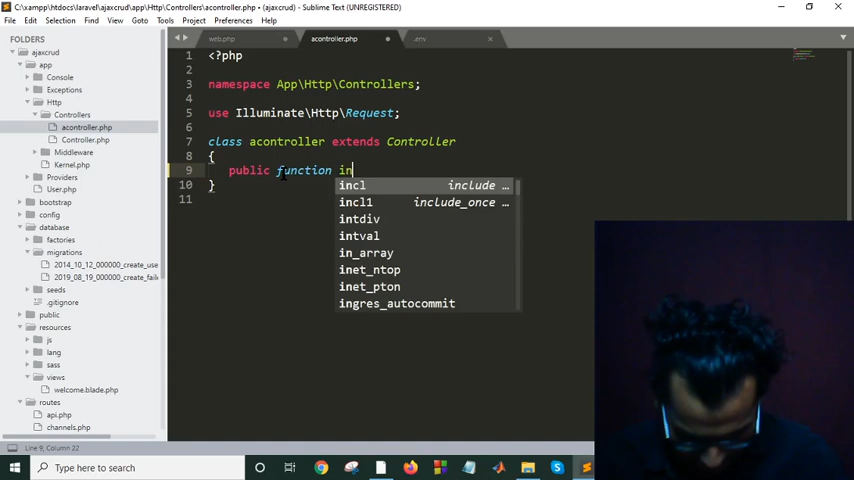 C:\xampp\htdocs\laravel\ajaxcrud\app\Http\Controllers\acontroller.php • (ajaxcrud) - Sublime Text (UNREGISTERED)
File Edit Selection Find View Goto Tools Project Preferences Help
FOLDERS
ajaxcrud
app
Console
Exceptions
Http
Controllers
acontroller.php
Controller.php
Middleware
Kernel.php
Providers
User.php
bootstrap
config
database
factories
migrations
2014_10_12_000000_create_use
2019_08_19_000000_create_faile
seeds
.gitignore
public
resources
js
lang
sass
views
welcome.blade.php
routes
api.php
channels.php
web.php
acontroller.php
.env
1 <?php
2
3 namespace App\Http\Controllers;
4
5 use Illuminate\Http\Request;
6
7 class acontroller extends Controller
8 {
9 public function in
10 }
11
incl include …
incl1 include_once …
intdiv
intval
in_array
inet_ntop
inet_pton
ingres_autocommit
Line 9, Column 22
Type here to search